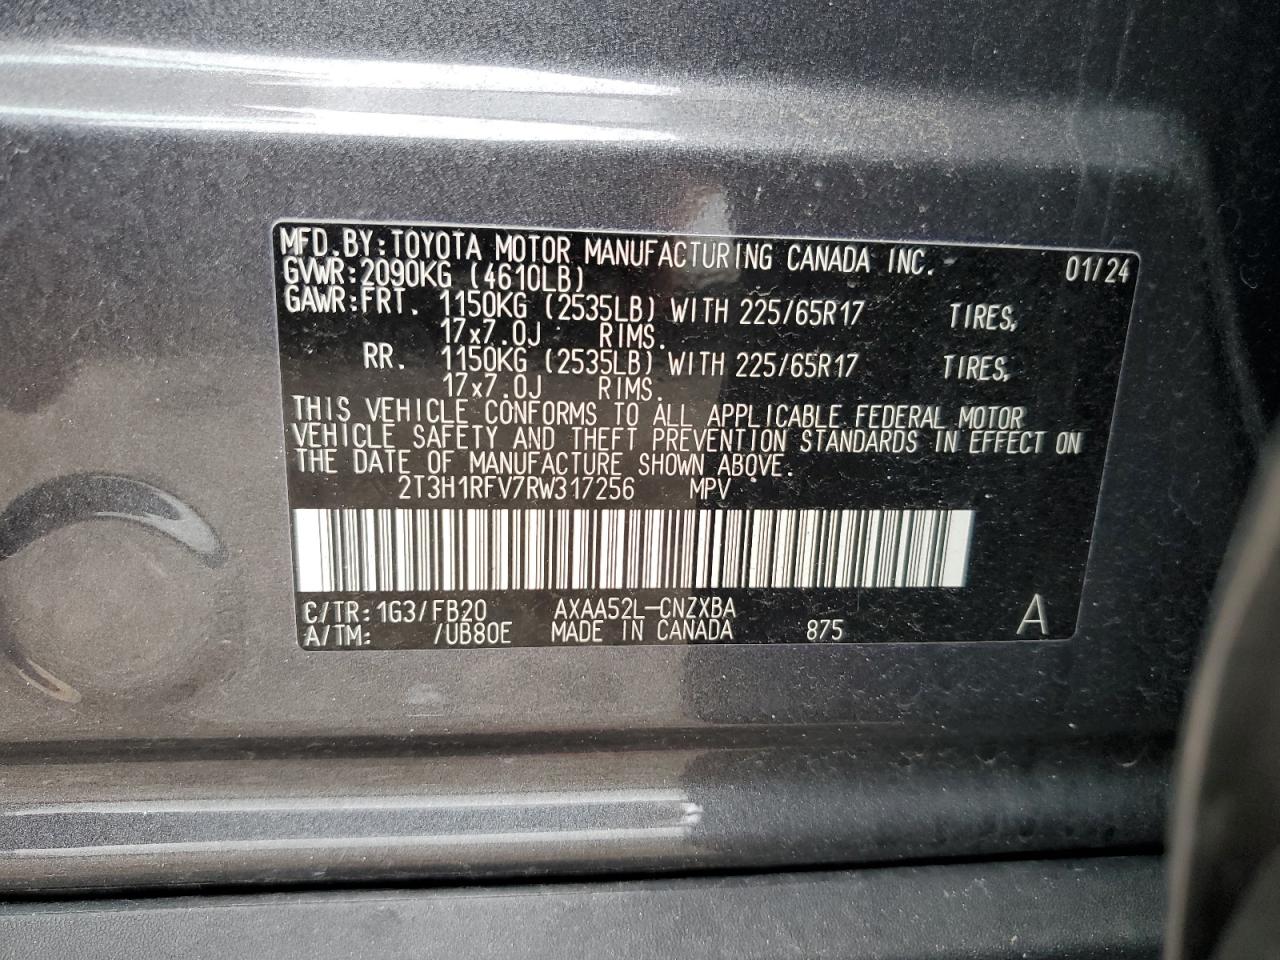 MFD.BY:TOYOTA MOTOR MANUFACTURING CANADA INC. 01/24
GVWR:2090KG (4610LB)
GAWR:FRT. 1150KG (2535LB) WITH 225/65R17 TIRES,
17x7.0J RIMS.
RR. 1150KG (2535LB) WITH 225/65R17 TIRES,
17x7.0J RIMS.
THIS VEHICLE CONFORMS TO ALL APPLICABLE FEDERAL MOTOR
VEHICLE SAFETY AND THEFT PREVENTION STANDARDS IN EFFECT ON
THE DATE OF MANUFACTURE SHOWN ABOVE.
2T3H1RFV7RW317256 MPV
C/TR:1G3/FB20 AXAA52L-CNZXBA
A/TM: /UB80E MADE IN CANADA 875 A